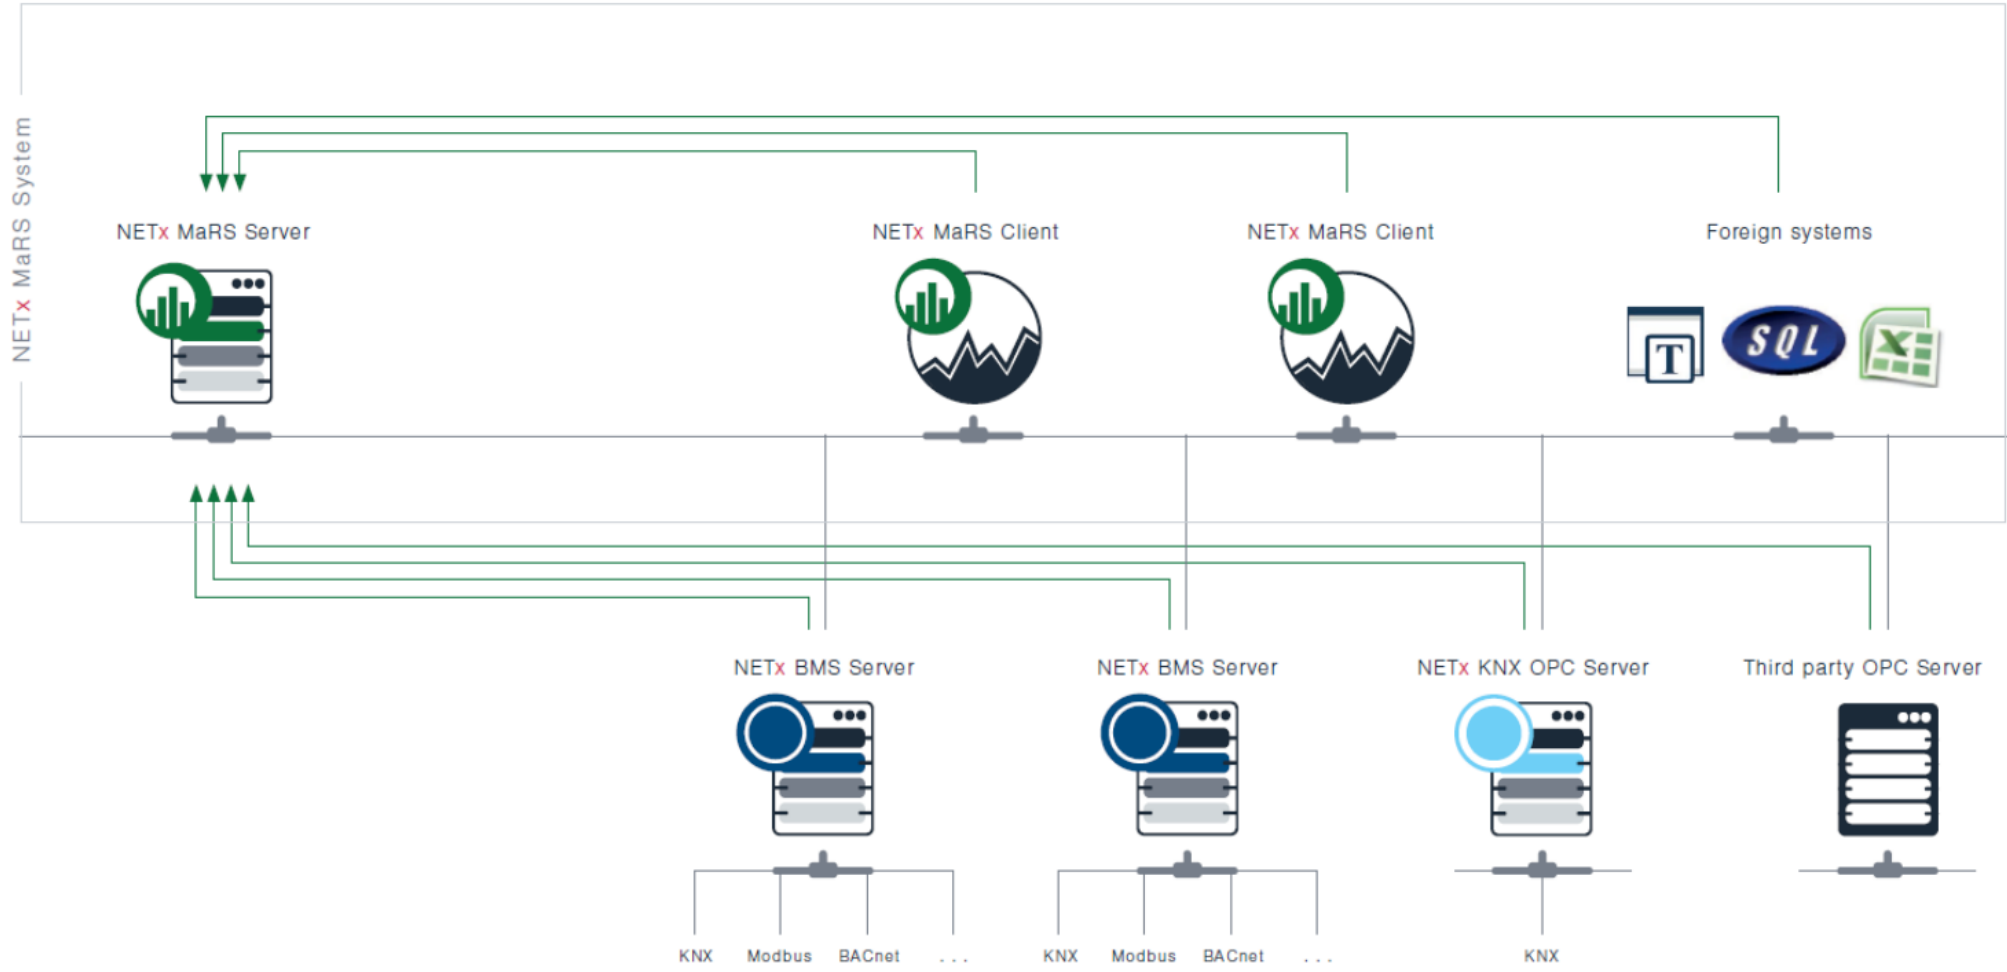 NETx MaRS System
NETx MaRS Server
NETx MaRS Client
NETx MaRS Client
Foreign systems
T
SQL
X
NETx BMS Server
NETx BMS Server
NETx KNX OPC Server
Third party OPC Server
KNX Modbus BACnet ...
KNX Modbus BACnet ...
KNX